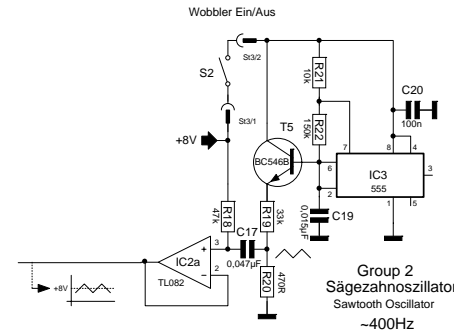 Wobbler Ein/Aus
St3/2
S2
St3/1
+8V
R21
10k
C20
100n
T5
R22
150k
BC546B
7
8
4
6
2
IC3
555
3
1
5
R18
47k
R19
33k
C19
0,015µF
C17
0,047µF
3
+
IC2a
2
−
TL082
R20
470R
+8V
Group 2
Sägezahnoszillator
Sawtooth Oscillator
~400Hz